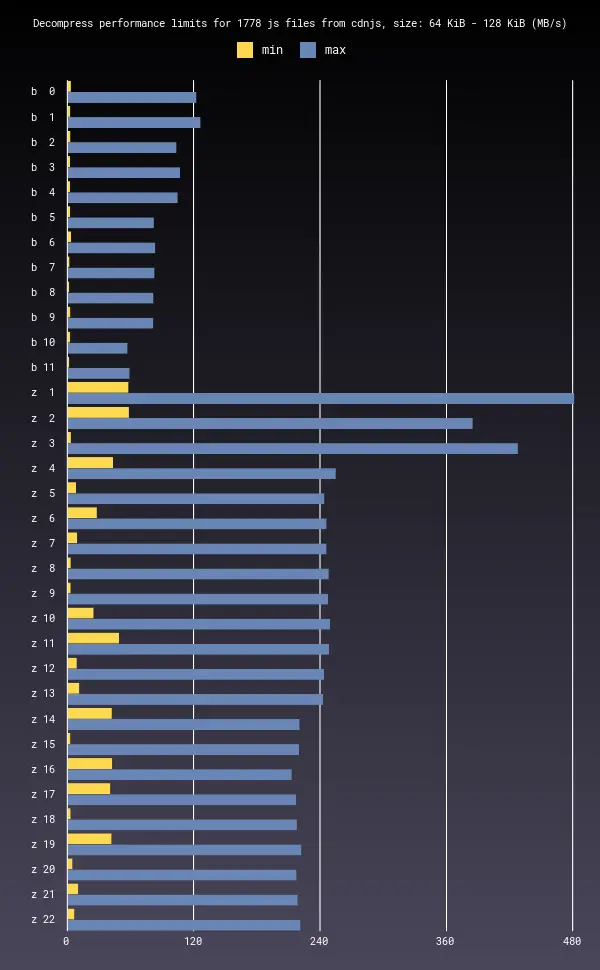 Decompress performance limits for 1778 js files from cdnjs, size: 64 KiB - 128 KiB (MB/s)
min max
b 0
b 1
b 2
b 3
b 4
b 5
b 6
b 7
b 8
b 9
b 10
b 11
z 1
z 2
z 3
z 4
z 5
z 6
z 7
z 8
z 9
z 10
z 11
z 12
z 13
z 14
z 15
z 16
z 17
z 18
z 19
z 20
z 21
z 22
0 120 240 360 480